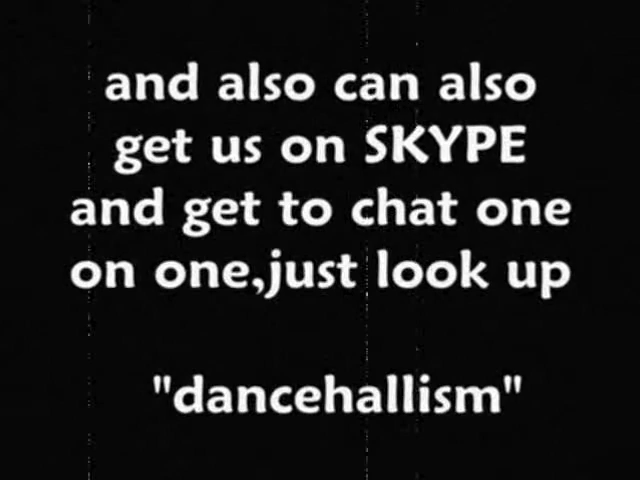 and also can also
get us on SKYPE
and get to chat one
on one,just look up
"dancehallism"